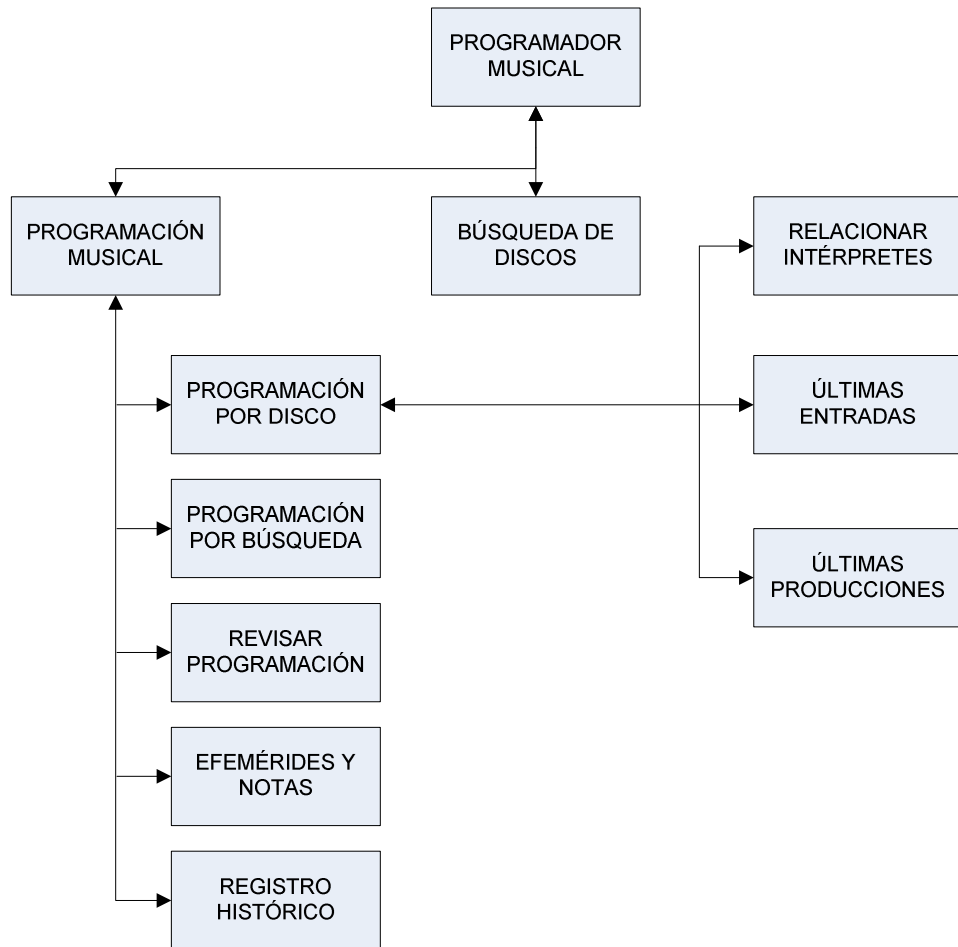 PROGRAMADOR
MUSICAL
PROGRAMACIÓN
MUSICAL
BÚSQUEDA DE
DISCOS
RELACIONAR
INTÉRPRETES
PROGRAMACIÓN
POR DISCO
ÚLTIMAS
ENTRADAS
PROGRAMACIÓN
POR BÚSQUEDA
ÚLTIMAS
PRODUCCIONES
REVISAR
PROGRAMACIÓN
EFEMÉRIDES Y
NOTAS
REGISTRO
HISTÓRICO